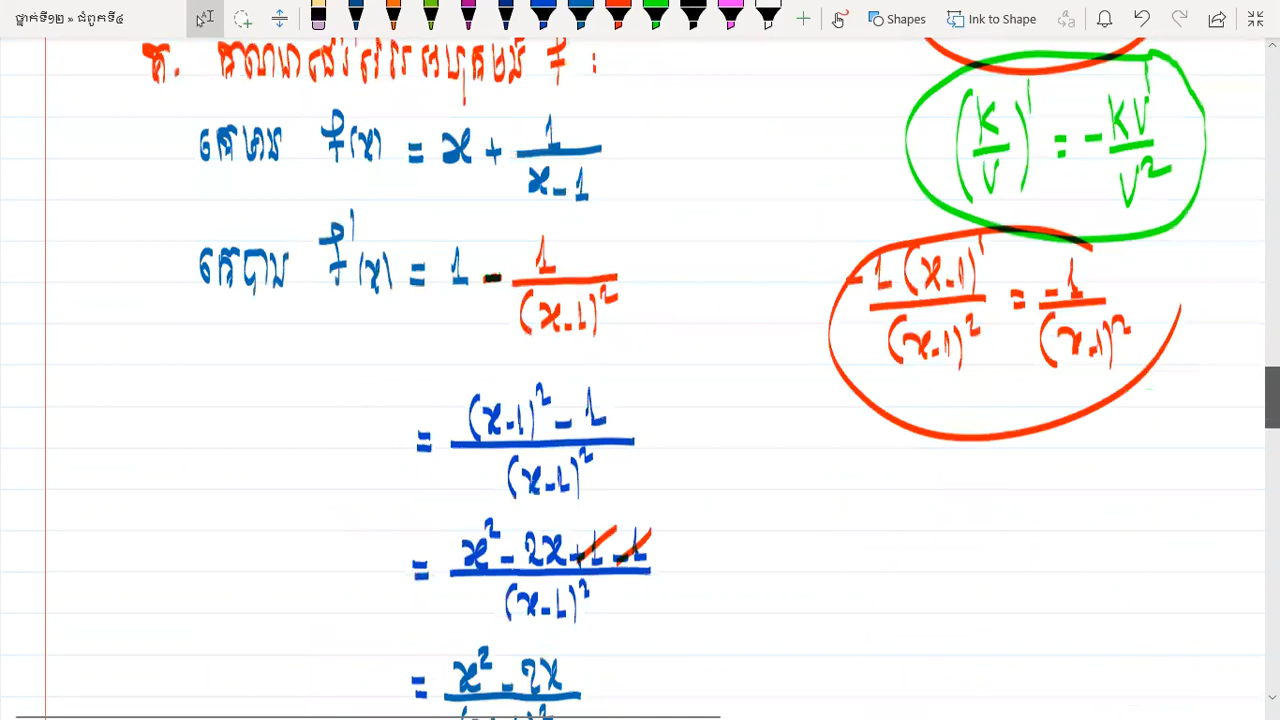 ថ្នាក់ទី១២ » ជំពូកទី៤
Shapes Ink to Shape
គ. គណនាដេរីវេនៃអនុគមន៍ f :
គេមាន f(x) = x + 1/(x-1)
គេបាន f'(x) = 1 - 1/(x-1)²
= ((x-1)² - 1)/(x-1)²
= (x² - 2x + 1 - 1)/(x-1)²
= (x² - 2x)/(x-1)²
(K/V)' = - KV'/V²
- 1(x-1)'/(x-1)² = -1/(x-1)²